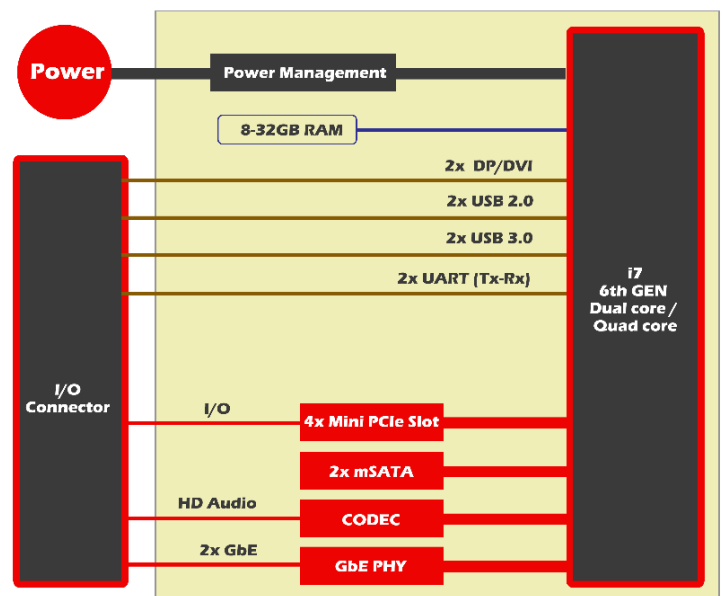 Power
Power Management
8-32GB RAM
2x DP/DVI
2x USB 2.0
2x USB 3.0
2x UART (Tx-Rx)
i7
6th GEN
Dual core /
Quad core
I/O
Connector
I/O
4x Mini PCIe Slot
2x mSATA
HD Audio
CODEC
2x GbE
GbE PHY